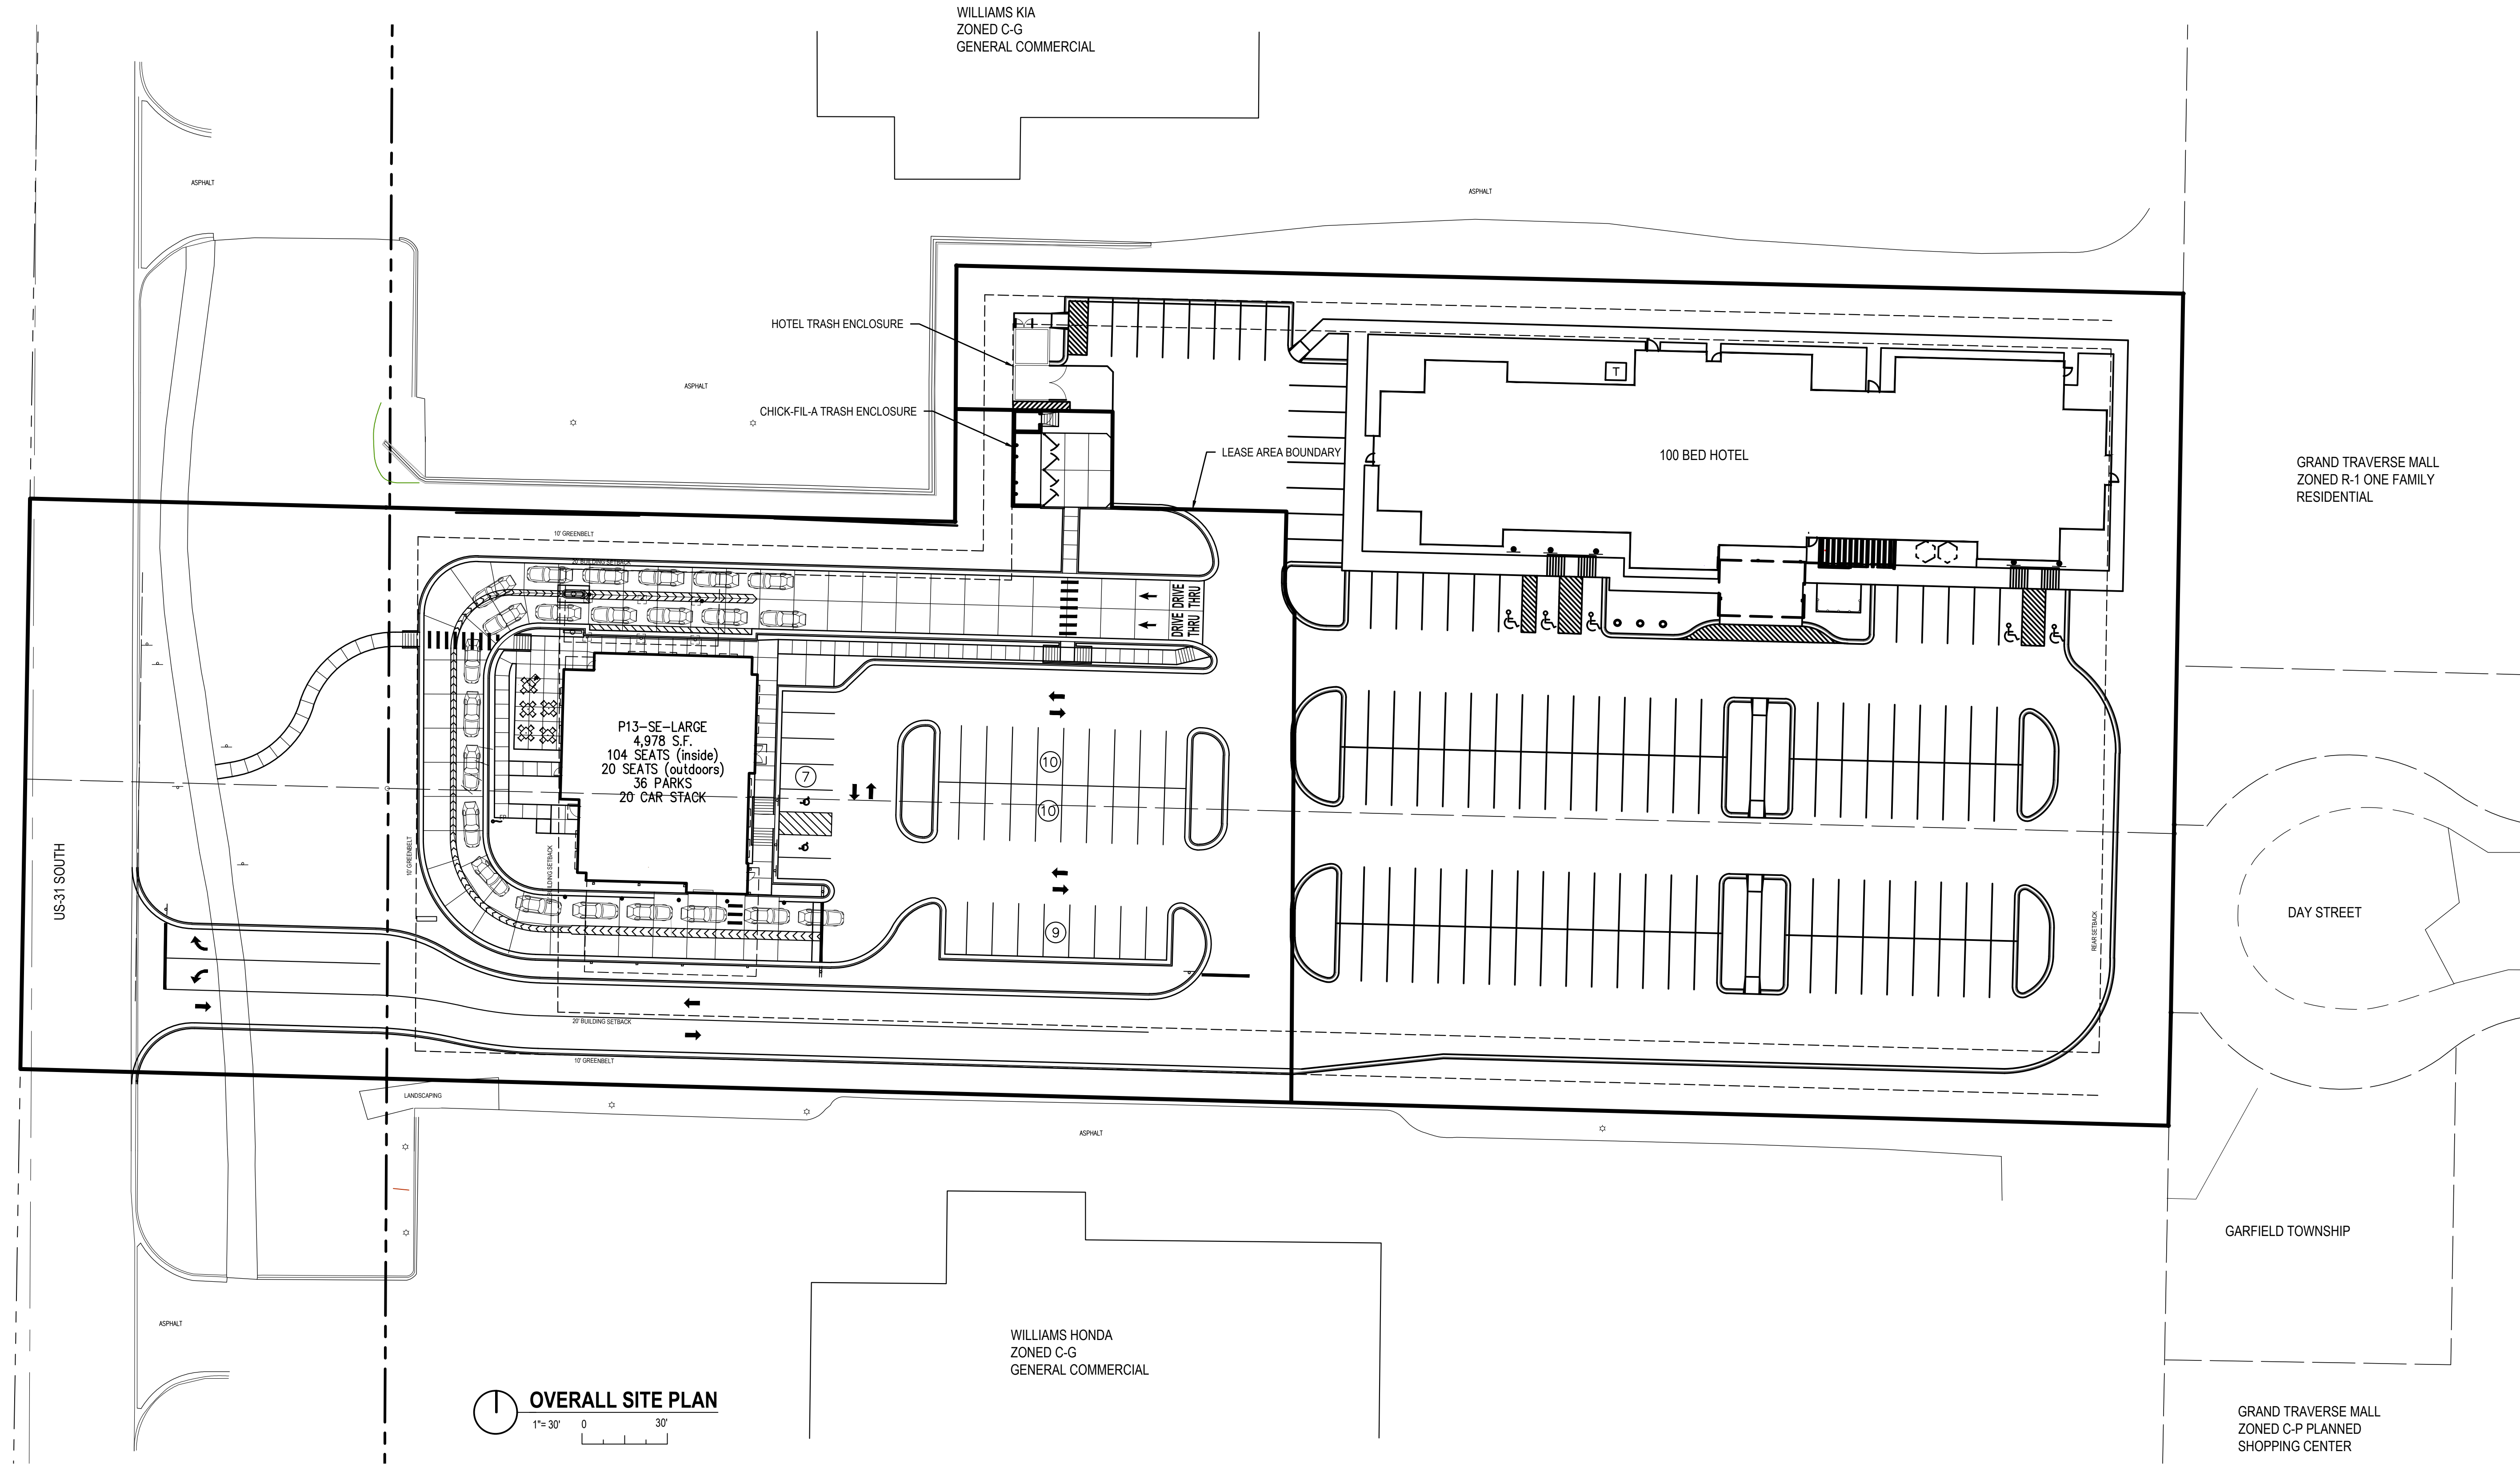 WILLIAMS KIA
ZONED C-G
GENERAL COMMERCIAL
ASPHALT
ASPHALT
HOTEL TRASH ENCLOSURE
T
ASPHALT
CHICK-FIL-A TRASH ENCLOSURE
LEASE AREA BOUNDARY
100 BED HOTEL
GRAND TRAVERSE MALL
ZONED R-1 ONE FAMILY
RESIDENTIAL
10' GREENBELT
20' BUILDING SETBACK
DRIVE THRU
DRIVE THRU
P13-SE-LARGE
4,978 S.F.
104 SEATS (inside)
20 SEATS (outdoors)
36 PARKS
20 CAR STACK
7
10
10
9
10' GREENBELT
BUILDING SETBACK
US-31 SOUTH
REAR SETBACK
DAY STREET
20' BUILDING SETBACK
10' GREENBELT
LANDSCAPING
ASPHALT
GARFIELD TOWNSHIP
ASPHALT
WILLIAMS HONDA
ZONED C-G
GENERAL COMMERCIAL
OVERALL SITE PLAN
1"= 30'
0
30'
GRAND TRAVERSE MALL
ZONED C-P PLANNED
SHOPPING CENTER